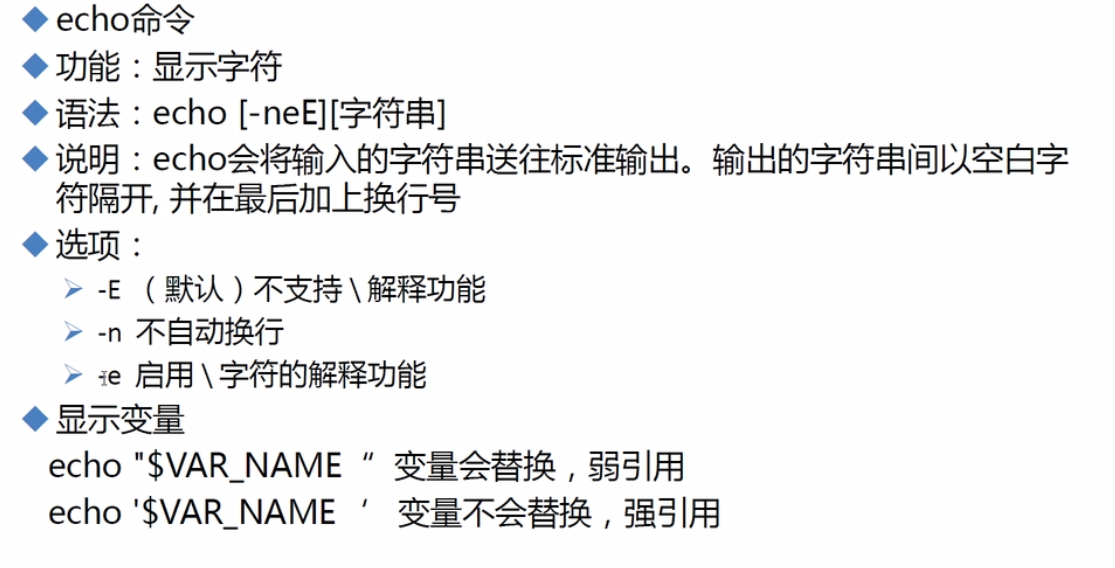 echo命令
功能：显示字符
语法：echo [-neE][字符串]
说明：echo会将输入的字符串送往标准输出。输出的字符串间以空白字
符隔开, 并在最后加上换行号
选项：
-E （默认）不支持 \ 解释功能
-n 不自动换行
-e 启用 \ 字符的解释功能
显示变量
echo "$VAR_NAME “ 变量会替换，弱引用
echo '$VAR_NAME ‘ 变量不会替换，强引用